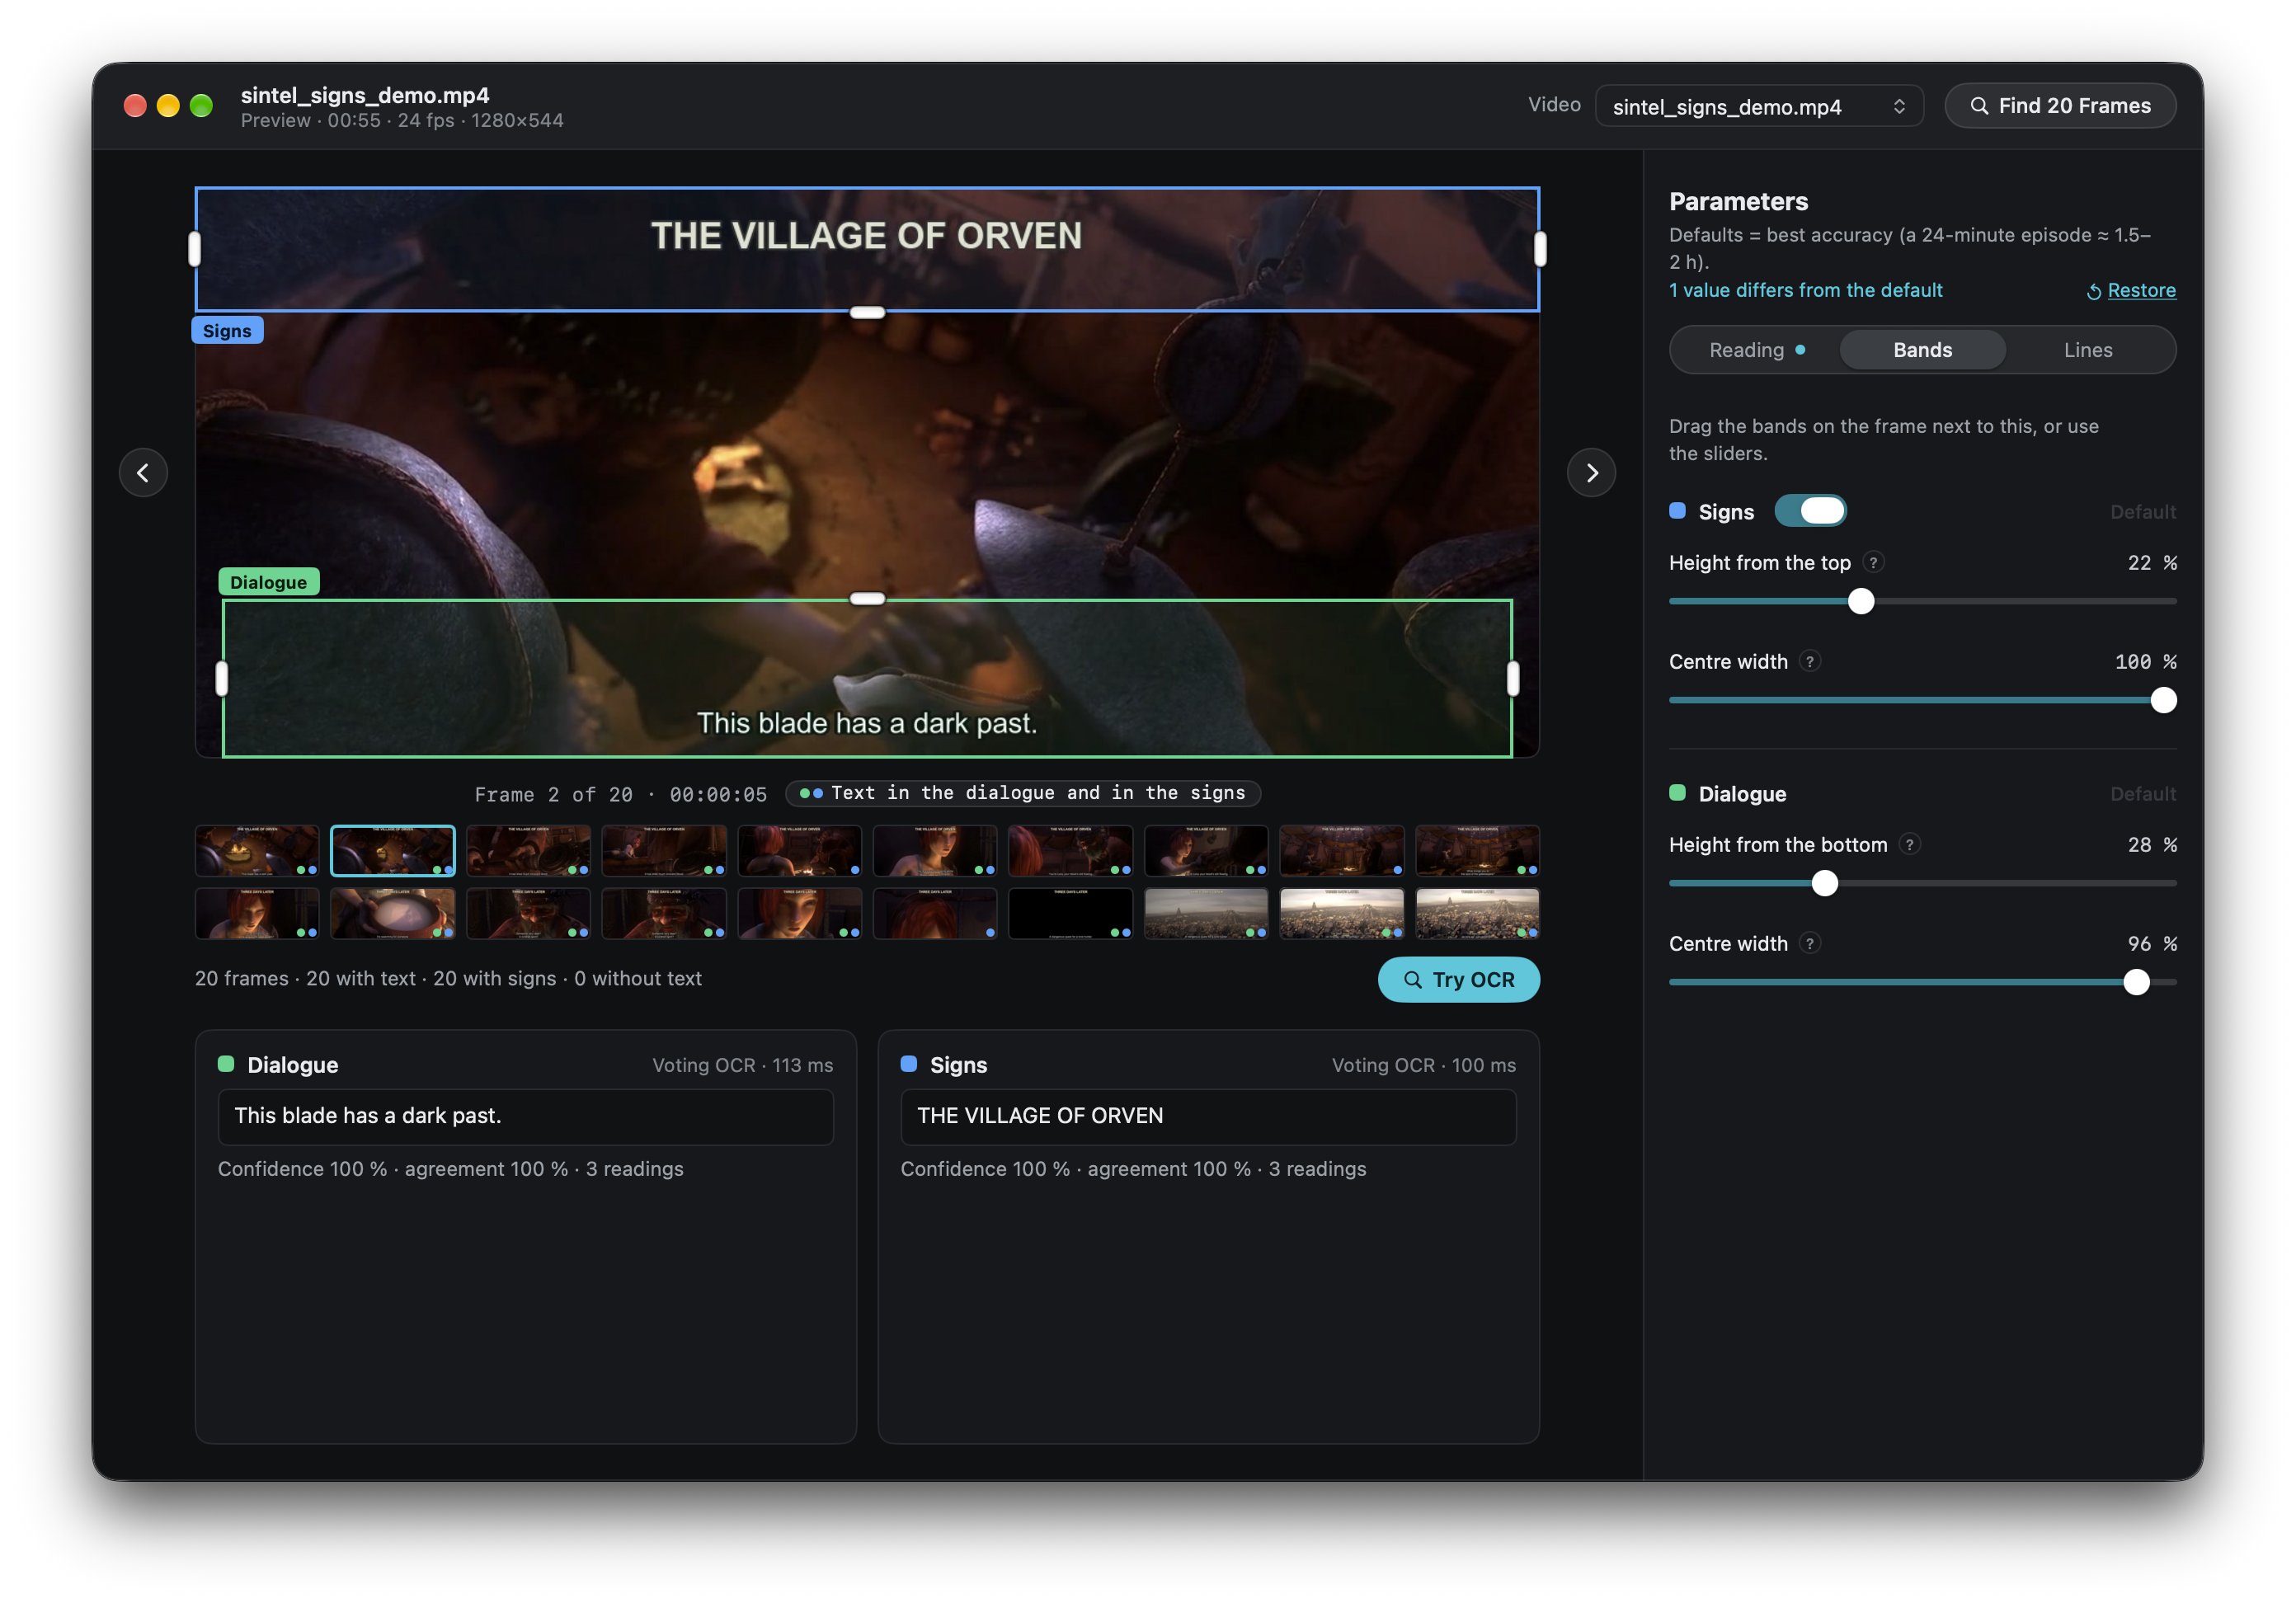 sintel_signs_demo.mp4
Preview · 00:55 · 24 fps · 1280×544
Video
sintel_signs_demo.mp4
Find 20 Frames
THE VILLAGE OF ORVEN
Signs
Dialogue
This blade has a dark past.
Frame 2 of 20 · 00:00:05
Text in the dialogue and in the signs
20 frames · 20 with text · 20 with signs · 0 without text
Try OCR
Dialogue
Voting OCR · 113 ms
This blade has a dark past.
Confidence 100 % · agreement 100 % · 3 readings
Signs
Voting OCR · 100 ms
THE VILLAGE OF ORVEN
Confidence 100 % · agreement 100 % · 3 readings
Parameters
Defaults = best accuracy (a 24-minute episode ≈ 1.5–
2 h).
1 value differs from the default
Restore
Reading
Bands
Lines
Drag the bands on the frame next to this, or use
the sliders.
Signs
Default
Height from the top ?
22 %
Centre width ?
100 %
Dialogue
Default
Height from the bottom ?
28 %
Centre width ?
96 %